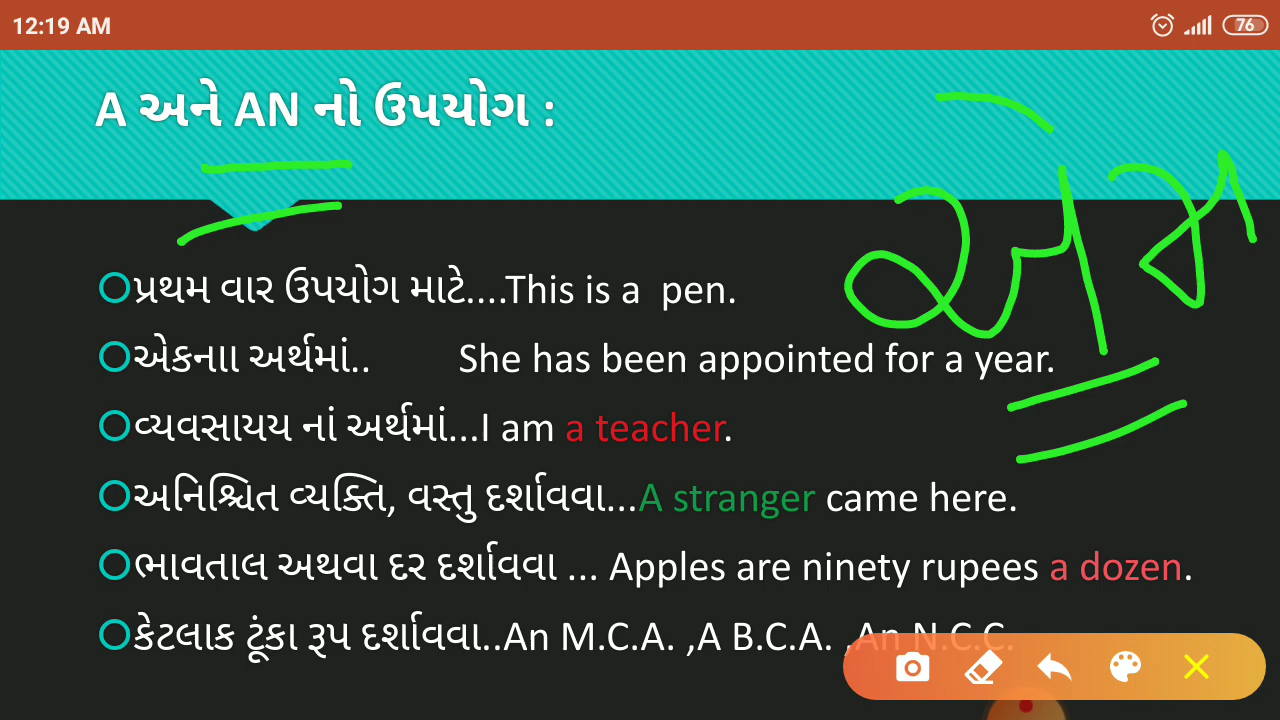 12:19 AM
76
A અને AN નો ઉપયોગ :
પ્રથમ વાર ઉપયોગ માટે....This is a pen.
એકનાા અર્થમાં.. She has been appointed for a year.
વ્યવસાયય નાં અર્થમાં...I am a teacher.
અનિશ્ચિત વ્યક્તિ, વસ્તુ દર્શાવવા...A stranger came here.
ભાવતાલ અથવા દર દર્શાવવા ... Apples are ninety rupees a dozen.
કેટલાક ટૂંકા રૂપ દર્શાવવા..An M.C.A. ,A B.C.A. ,An N.C.C.